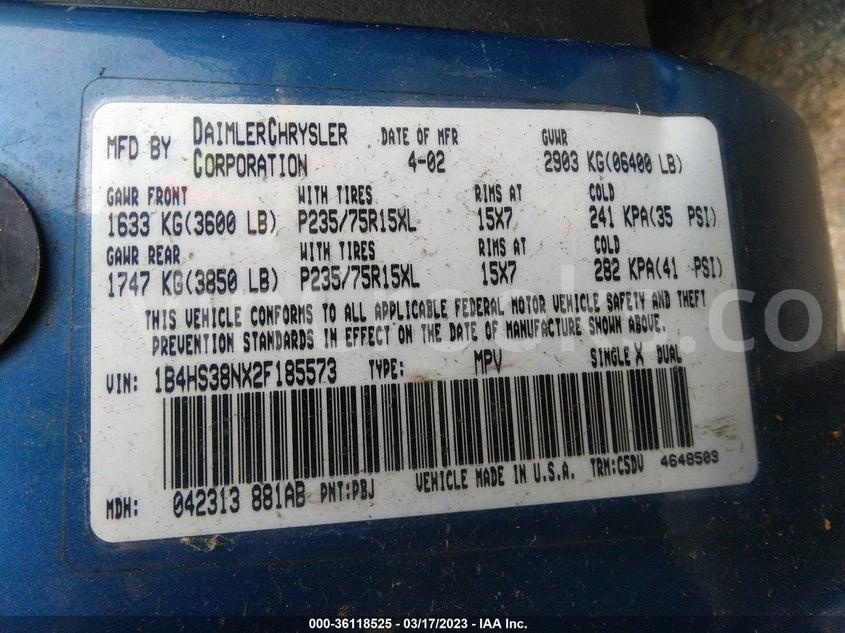 MFD BY DAIMLERCHRYSLER CORPORATION DATE OF MFR 4-02 GVWR 2903 KG(06400 LB)
GAWR FRONT WITH TIRES RIMS AT COLD
1633 KG(3600 LB) P235/75R15XL 15X7 241 KPA(35 PSI)
GAWR REAR WITH TIRES RIMS AT COLD
1747 KG(3850 LB) P235/75R15XL 15X7 282 KPA(41 PSI)
THIS VEHICLE CONFORMS TO ALL APPLICABLE FEDERAL MOTOR VEHICLE SAFETY AND THEFT
PREVENTION STANDARDS IN EFFECT ON THE DATE OF MANUFACTURE SHOWN ABOVE.
VIN: 1B4HS38NX2F185573 TYPE: MPV SINGLE X DUAL
MDH: 042313 881AB PNT:PBJ VEHICLE MADE IN U.S.A. TRM:CSDV 4648503
000-36118525 — 03/17/2023 — IAA Inc.